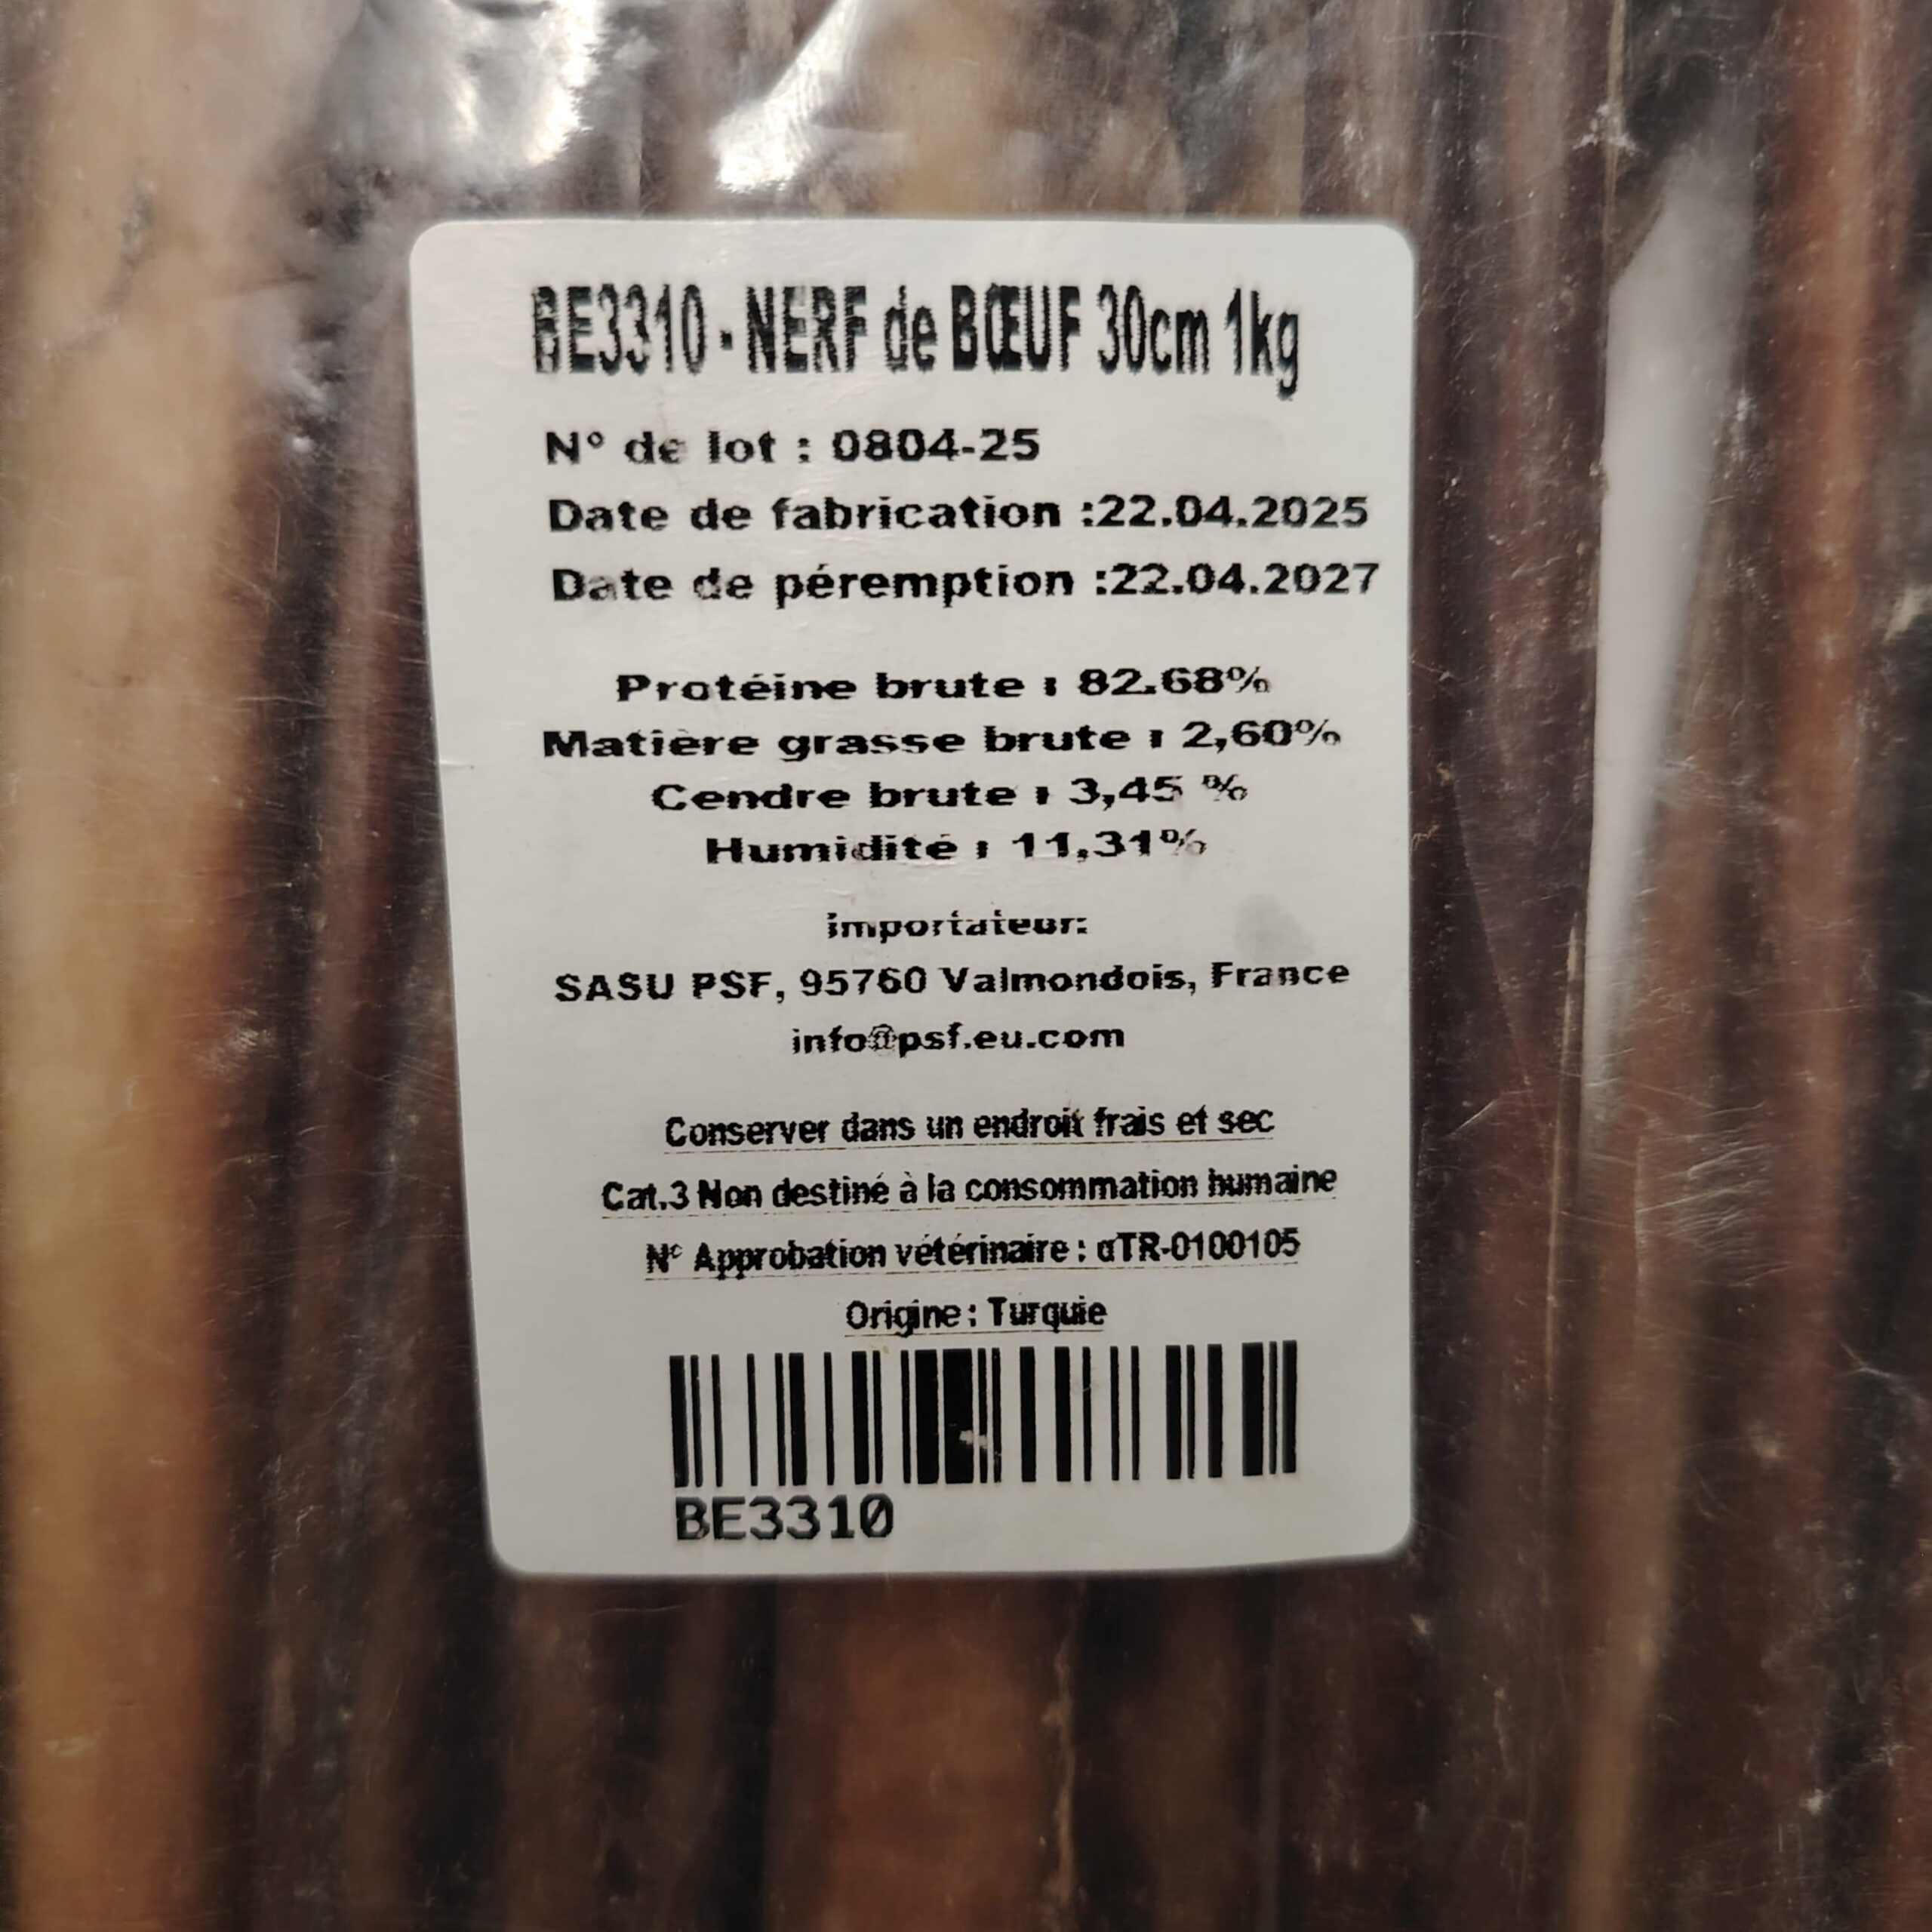 BE3310 - NERF de BŒUF 30cm 1kg
N° de lot : 0804-25
Date de fabrication :22.04.2025
Date de péremption :22.04.2027
Protéine brute : 82.68%
Matière grasse brute : 2,60%
Cendre brute : 3,45 %
Humidité : 11,31%
importateur:
SASU PSF, 95760 Valmondois, France
info@psf.eu.com
Conserver dans un endroit frais et sec
Cat.3 Non destiné à la consommation humaine
N° Approbation vétérinaire : αTR-0100105
Origine : Turquie
BE3310